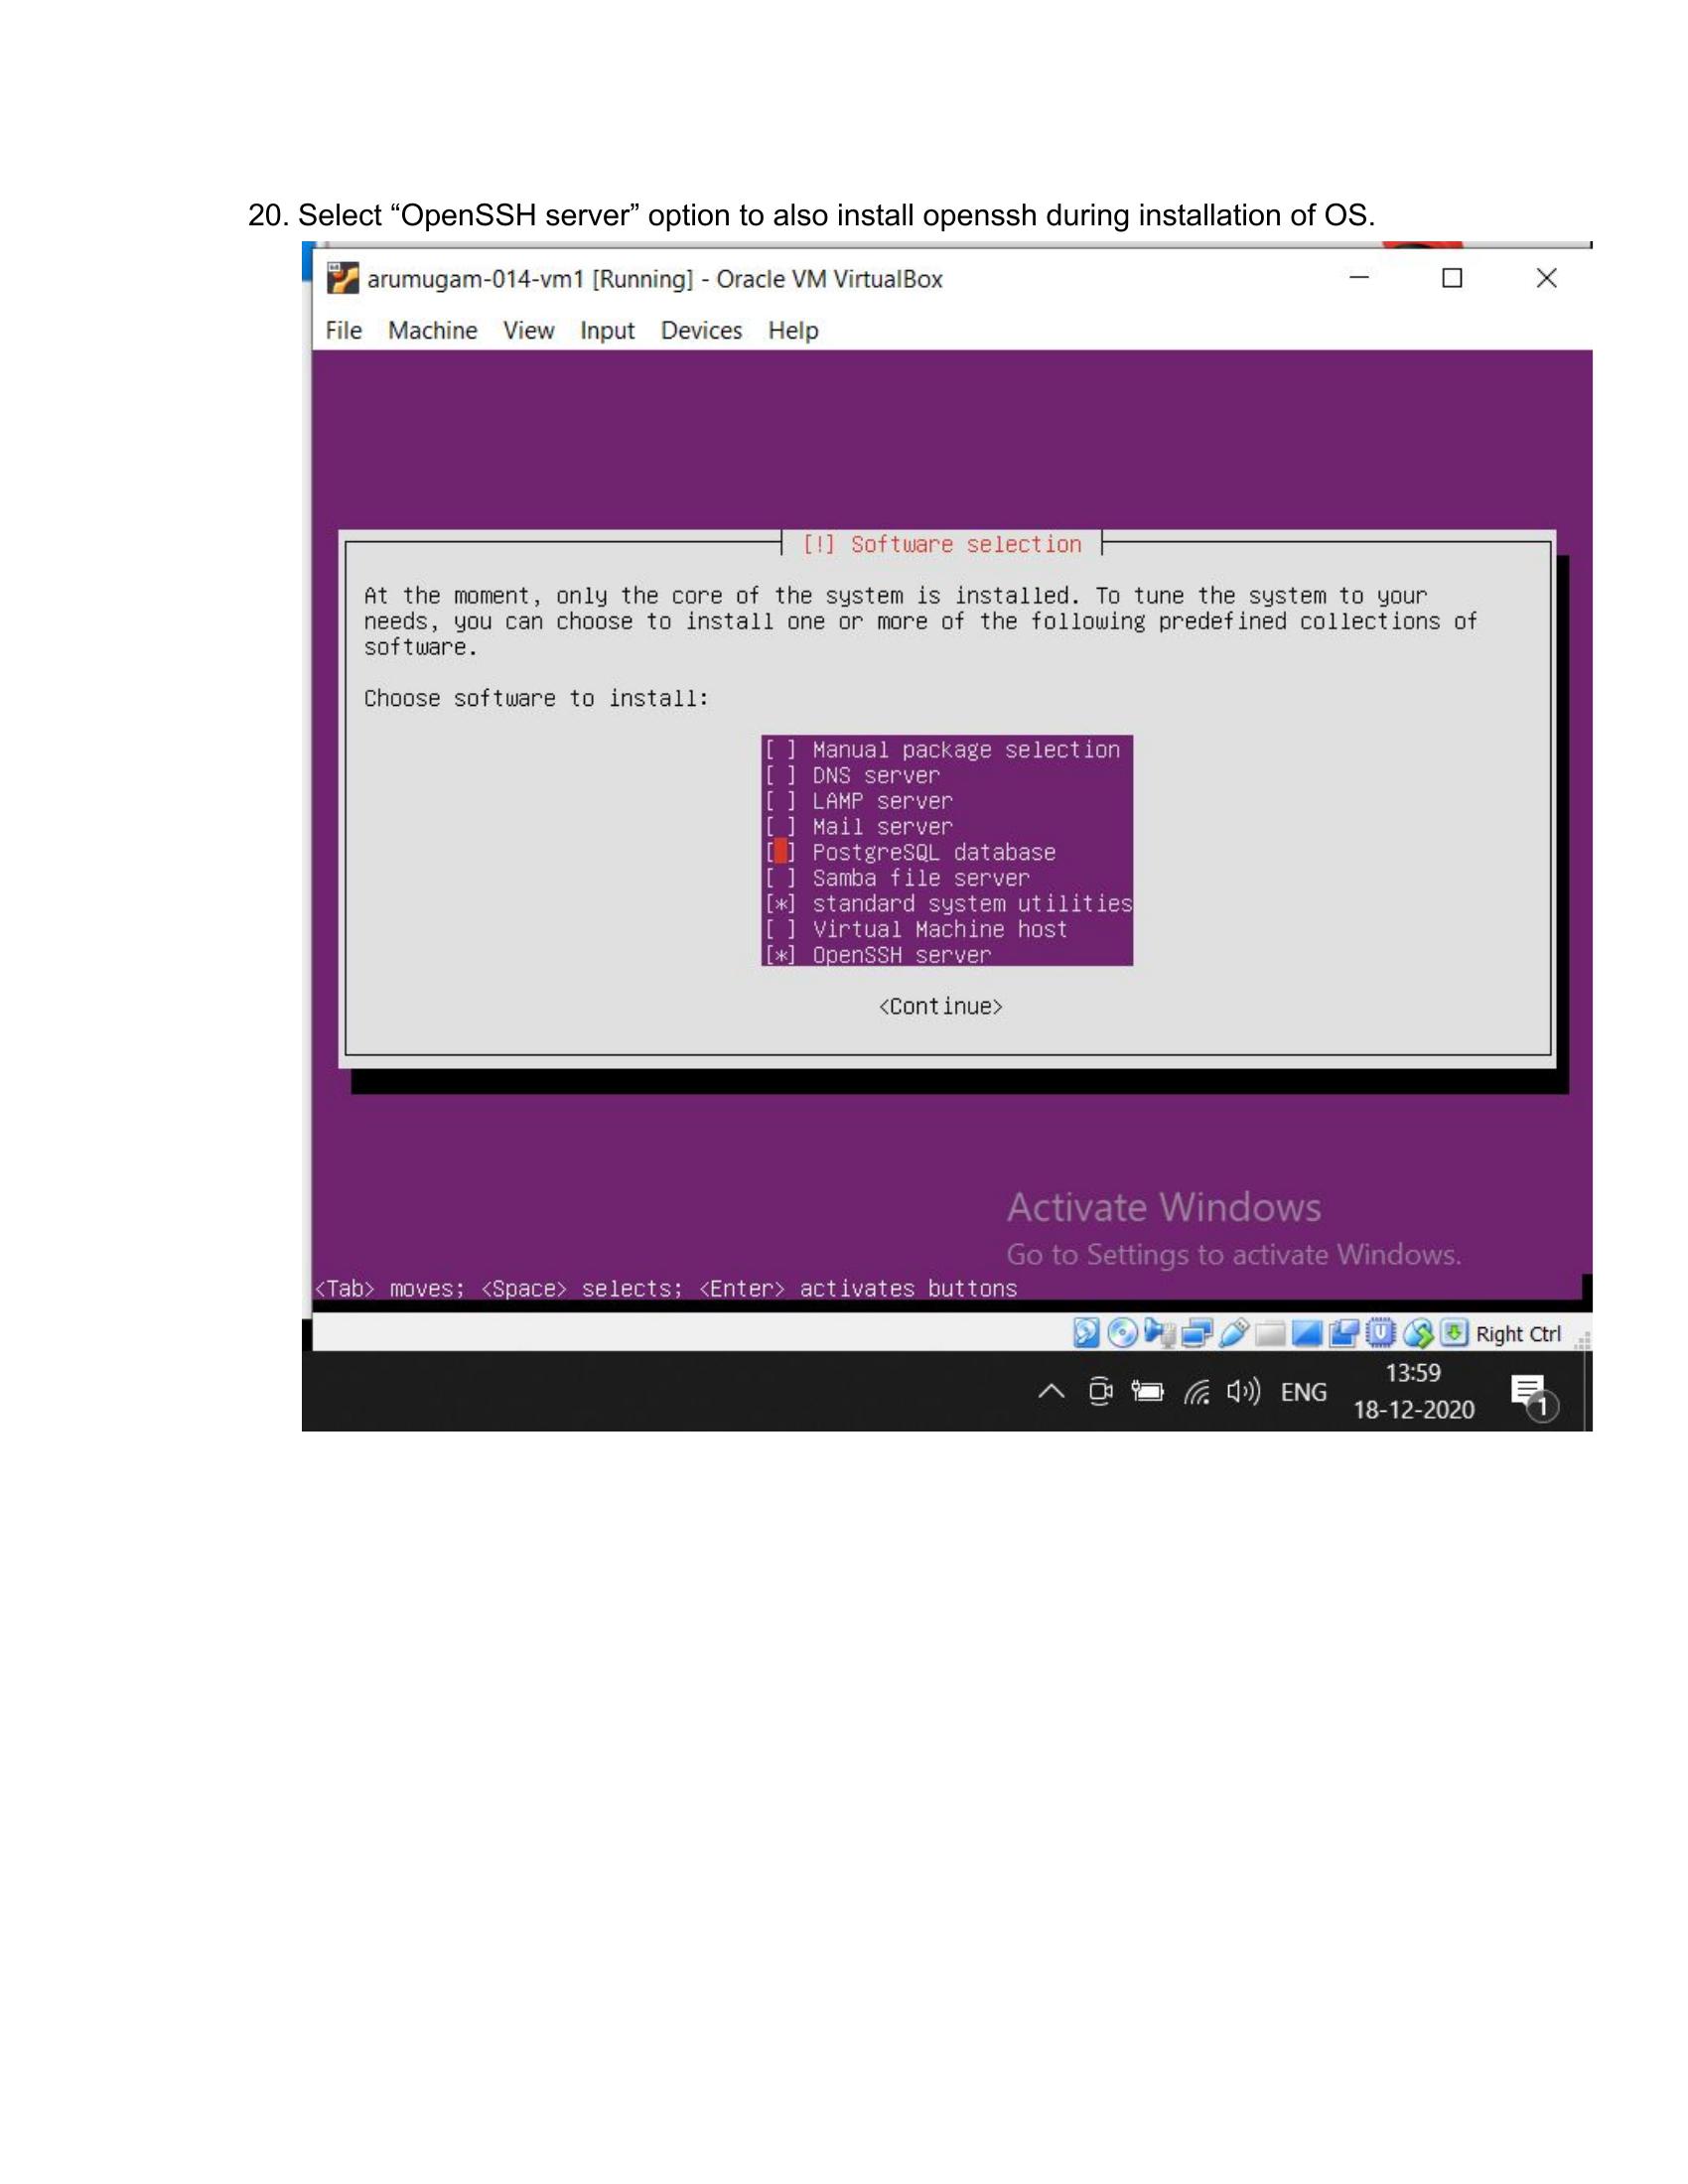 20. Select “OpenSSH server” option to also install openssh during installation of OS.
arumugam-014-vm1 [Running] - Oracle VM VirtualBox
File Machine View Input Devices Help
[!] Software selection
At the moment, only the core of the system is installed. To tune the system to your
needs, you can choose to install one or more of the following predefined collections of
software.
Choose software to install:
[ ] Manual package selection
[ ] DNS server
[ ] LAMP server
[ ] Mail server
[ ] PostgreSQL database
[ ] Samba file server
[*] standard system utilities
[ ] Virtual Machine host
[*] OpenSSH server
<Continue>
Activate Windows
Go to Settings to activate Windows.
<Tab> moves; <Space> selects; <Enter> activates buttons
Right Ctrl
13:59
ENG
18-12-2020
1